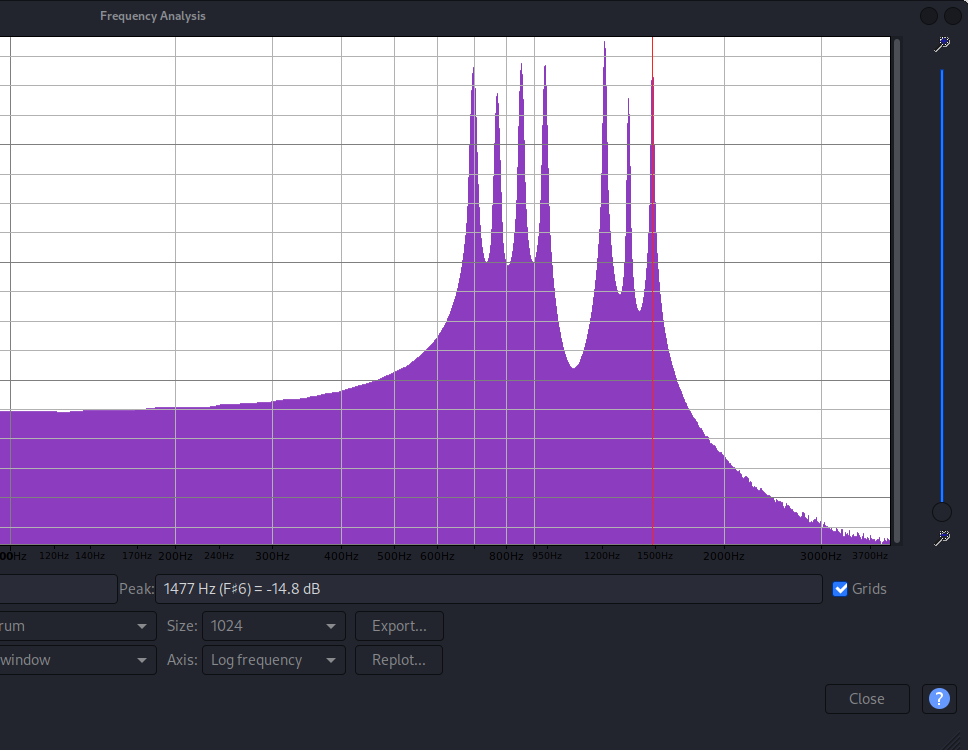 Frequency Analysis
00Hz 120Hz 140Hz 170Hz 200Hz 240Hz 300Hz 400Hz 500Hz 600Hz 800Hz 950Hz 1200Hz 1500Hz 2000Hz 3000Hz 3700Hz
Peak: 1477 Hz (F♯6) = -14.8 dB Grids
rum Size: 1024 Export...
window Axis: Log frequency Replot...
Close ?